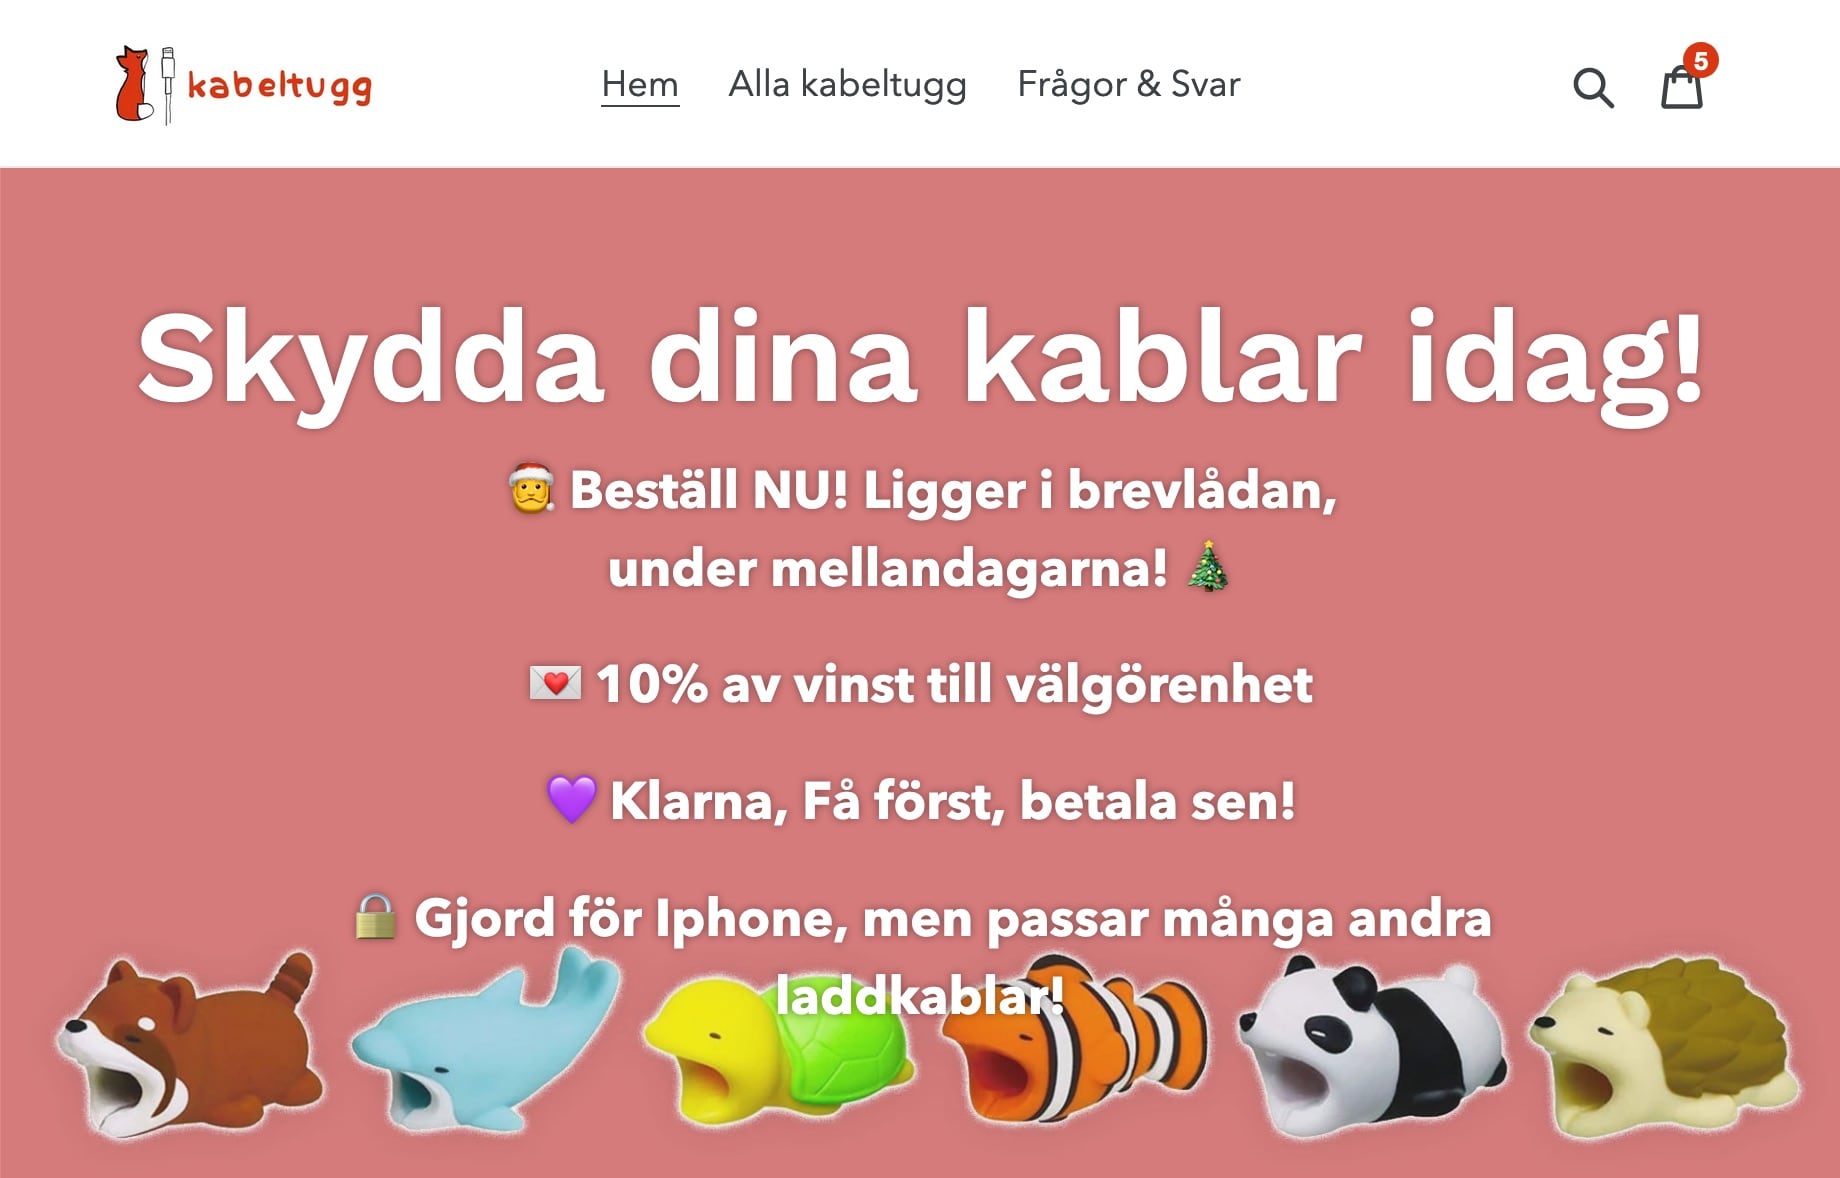 kabeltugg
Hem
Alla kabeltugg
Frågor & Svar
5
Skydda dina kablar idag!
Beställ NU! Ligger i brevlådan,
under mellandagarna!
10% av vinst till välgörenhet
Klarna, Få först, betala sen!
Gjord för Iphone, men passar många andra
laddkablar!